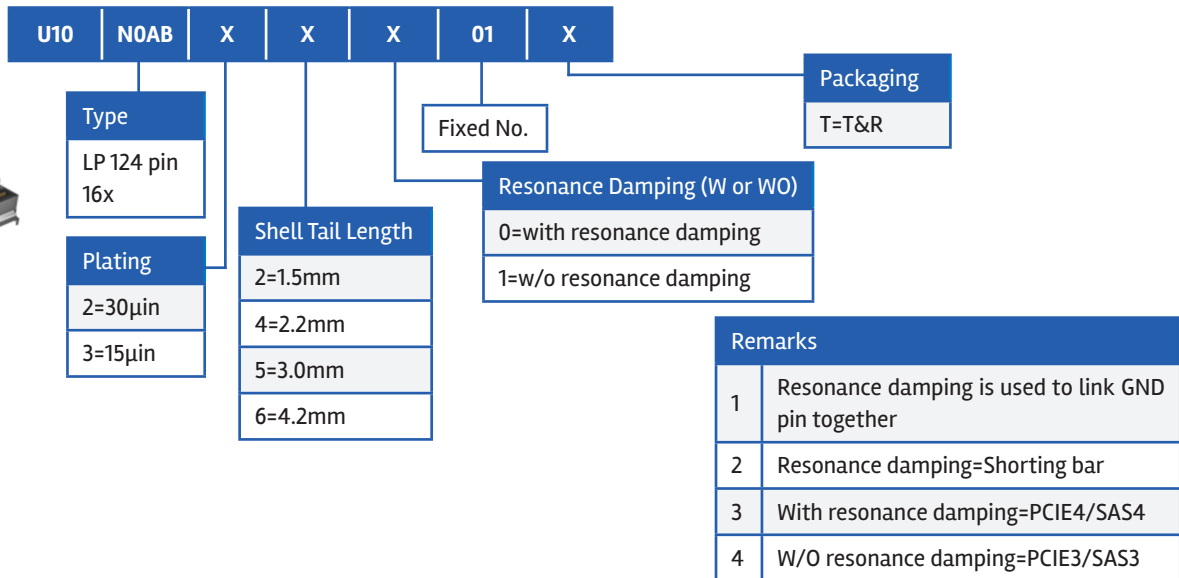 U10 N0AB X X X 01 X
Packaging
T=T&R
Type
LP 124 pin
16x
Fixed No.
Resonance Damping (W or WO)
0=with resonance damping
1=w/o resonance damping
Shell Tail Length
2=1.5mm
4=2.2mm
5=3.0mm
6=4.2mm
Plating
2=30μin
3=15μin
Remarks
1 Resonance damping is used to link GND
pin together
2 Resonance damping=Shorting bar
3 With resonance damping=PCIE4/SAS4
4 W/O resonance damping=PCIE3/SAS3